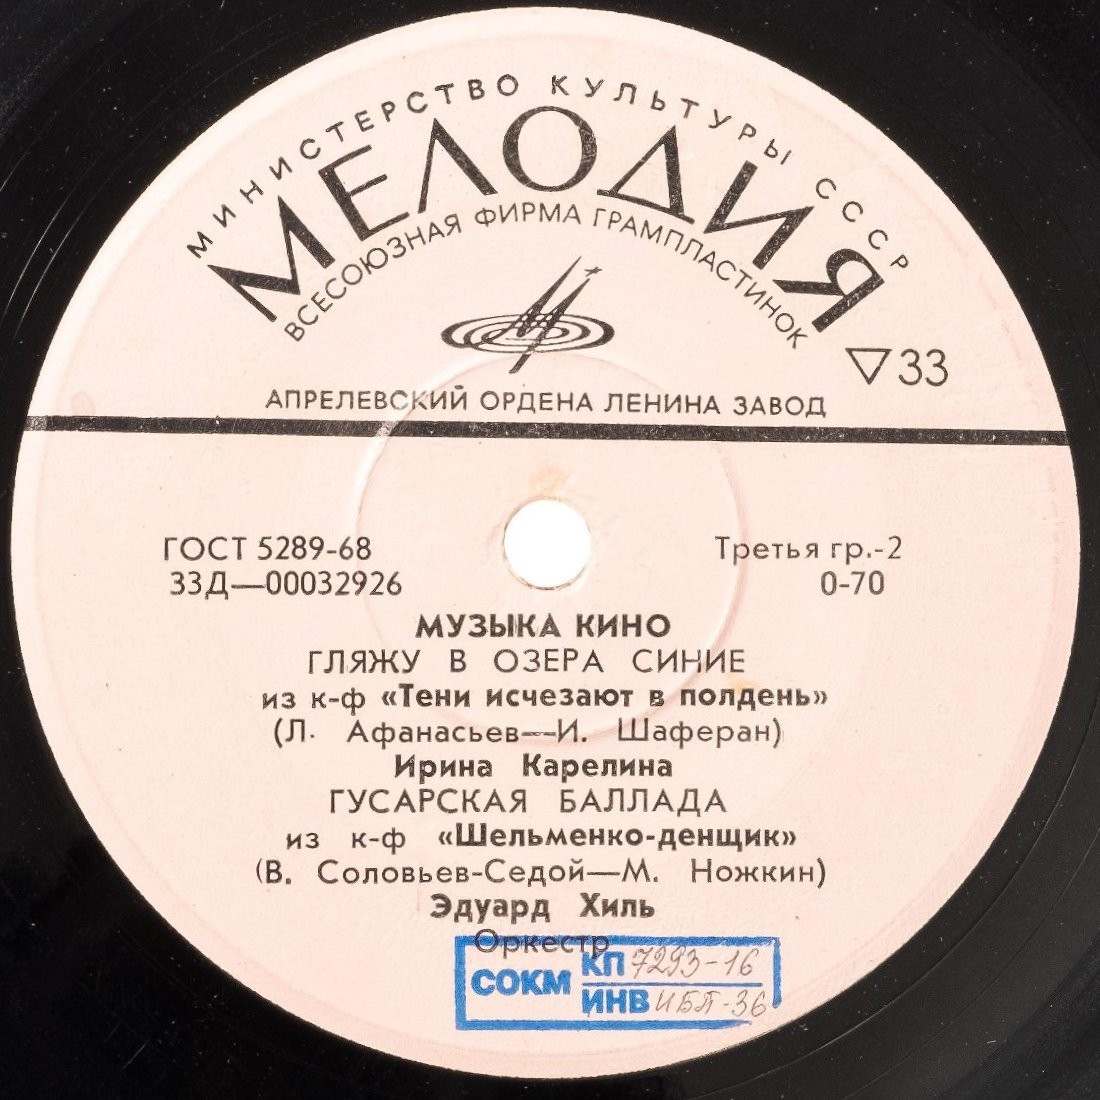 МИНИСТЕРСТВО КУЛЬТУРЫ СССР
МЕЛОДИЯ
ВСЕСОЮЗНАЯ ФИРМА ГРАМПЛАСТИНОК
33
АПРЕЛЕВСКИЙ ОРДЕНА ЛЕНИНА ЗАВОД
ГОСТ 5289-68 Третья гр.-2
33Д—00032926 0-70
МУЗЫКА КИНО
ГЛЯЖУ В ОЗЕРА СИНИЕ
из к-ф «Тени исчезают в полдень»
(Л. Афанасьев—И. Шаферан)
Ирина Карелина
ГУСАРСКАЯ БАЛЛАДА
из к-ф «Шельменко-денщик»
(В. Соловьев-Седой—М. Ножкин)
Эдуард Хиль
Оркестр
СОКМ КП 7293-16
ИНВ ИБП-36